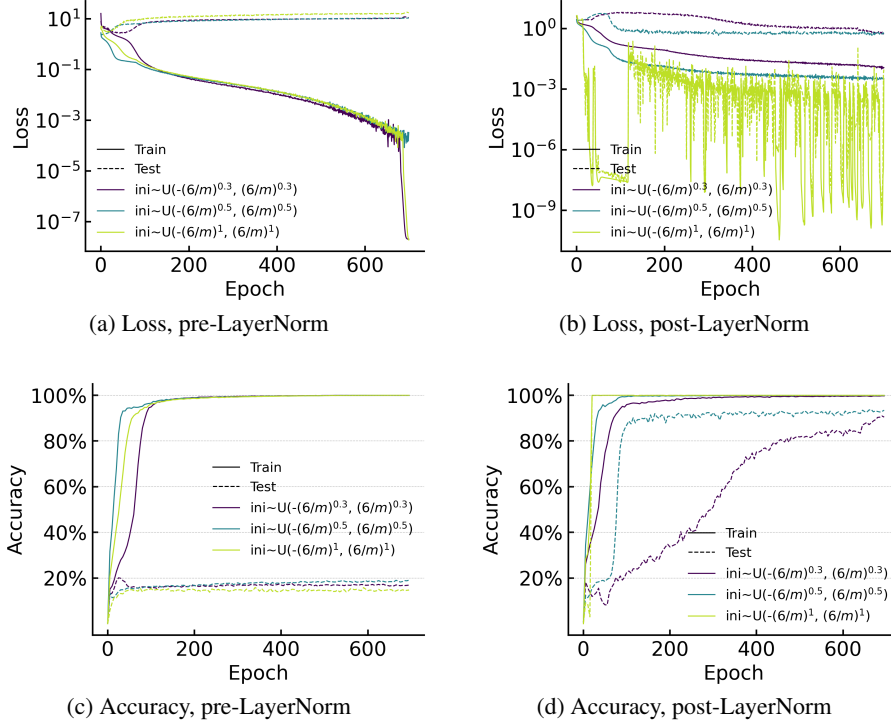 10^1
10^-1
10^-3
10^-5
10^-7
Loss
Train
Test
ini~U(-(6/m)^0.3, (6/m)^0.3)
ini~U(-(6/m)^0.5, (6/m)^0.5)
ini~U(-(6/m)^1, (6/m)^1)
0 200 400 600
Epoch
(a) Loss, pre-LayerNorm
10^0
10^-3
10^-6
10^-9
Loss
Train
Test
ini~U(-(6/m)^0.3, (6/m)^0.3)
ini~U(-(6/m)^0.5, (6/m)^0.5)
ini~U(-(6/m)^1, (6/m)^1)
0 200 400 600
Epoch
(b) Loss, post-LayerNorm
100%
80%
60%
40%
20%
Accuracy
Train
Test
ini~U(-(6/m)^0.3, (6/m)^0.3)
ini~U(-(6/m)^0.5, (6/m)^0.5)
ini~U(-(6/m)^1, (6/m)^1)
0 200 400 600
Epoch
(c) Accuracy, pre-LayerNorm
100%
80%
60%
40%
20%
Accuracy
Train
Test
ini~U(-(6/m)^0.3, (6/m)^0.3)
ini~U(-(6/m)^0.5, (6/m)^0.5)
ini~U(-(6/m)^1, (6/m)^1)
0 200 400 600
Epoch
(d) Accuracy, post-LayerNorm